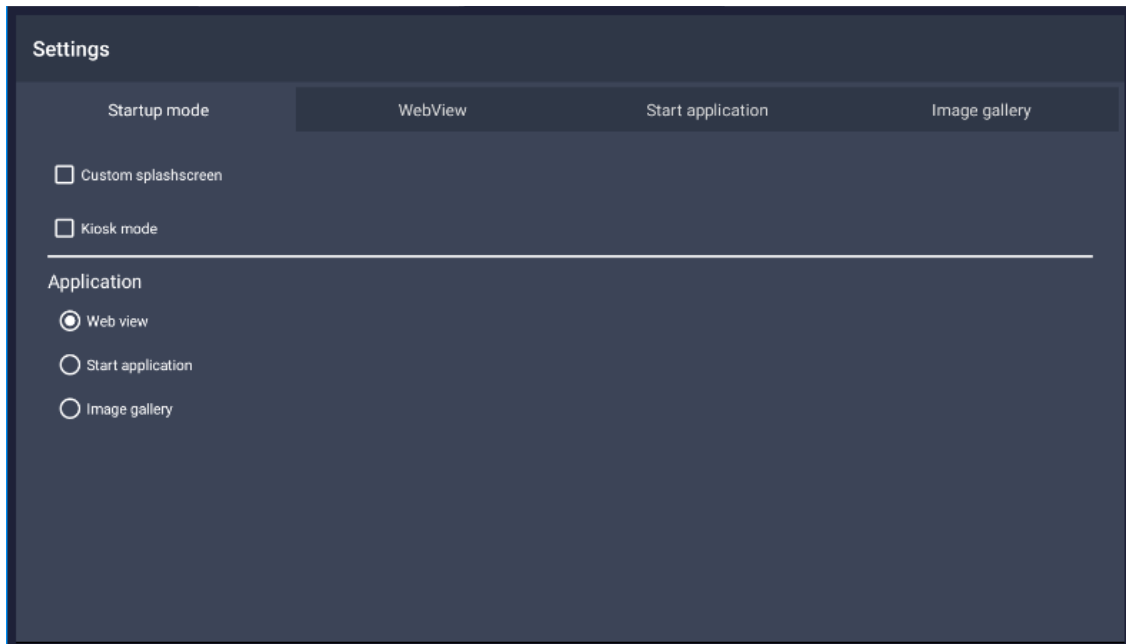 Settings
Startup mode WebView Start application Image gallery
Custom splashscreen
Kiosk mode
Application
Web view
Start application
Image gallery